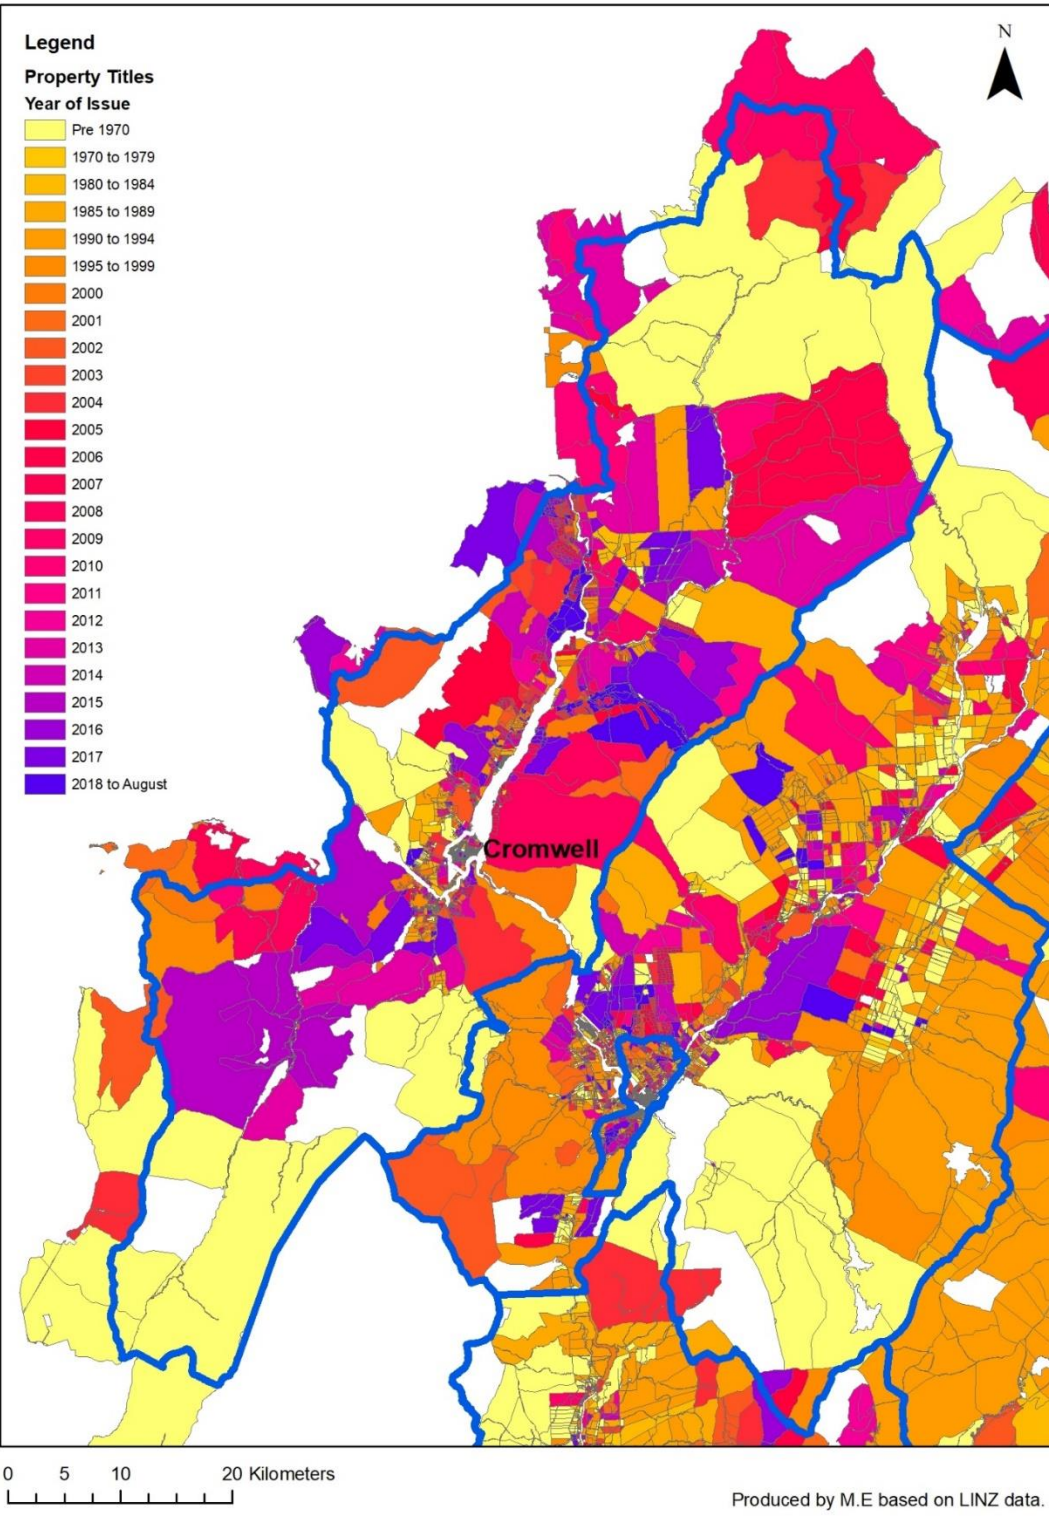 Legend
Property Titles
Year of Issue
Pre 1970
1970 to 1979
1980 to 1984
1985 to 1989
1990 to 1994
1995 to 1999
2000
2001
2002
2003
2004
2005
2006
2007
2008
2009
2010
2011
2012
2013
2014
2015
2016
2017
2018 to August
N
Cromwell
0 5 10 20 Kilometers
Produced by M.E based on LINZ data.